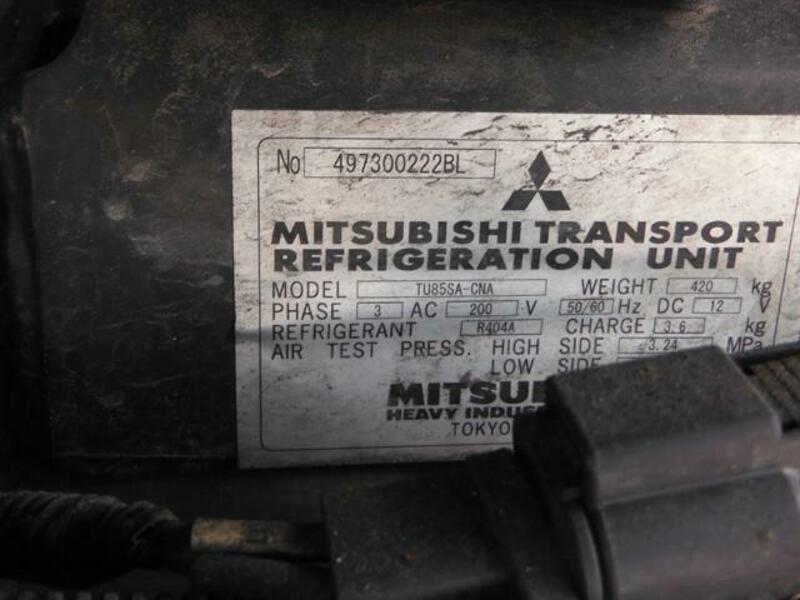 No 497300222BL
MITSUBISHI TRANSPORT
REFRIGERATION UNIT
MODEL TU85SA-CNA WEIGHT 420 kg
PHASE 3 AC 200 V 50/60 Hz DC 12 V
REFRIGERANT R404A CHARGE 3.6 kg
AIR TEST PRESS. HIGH SIDE 3.24 MPa
LOW SIDE
MITSU
HEAVY INDUS
TOKYO